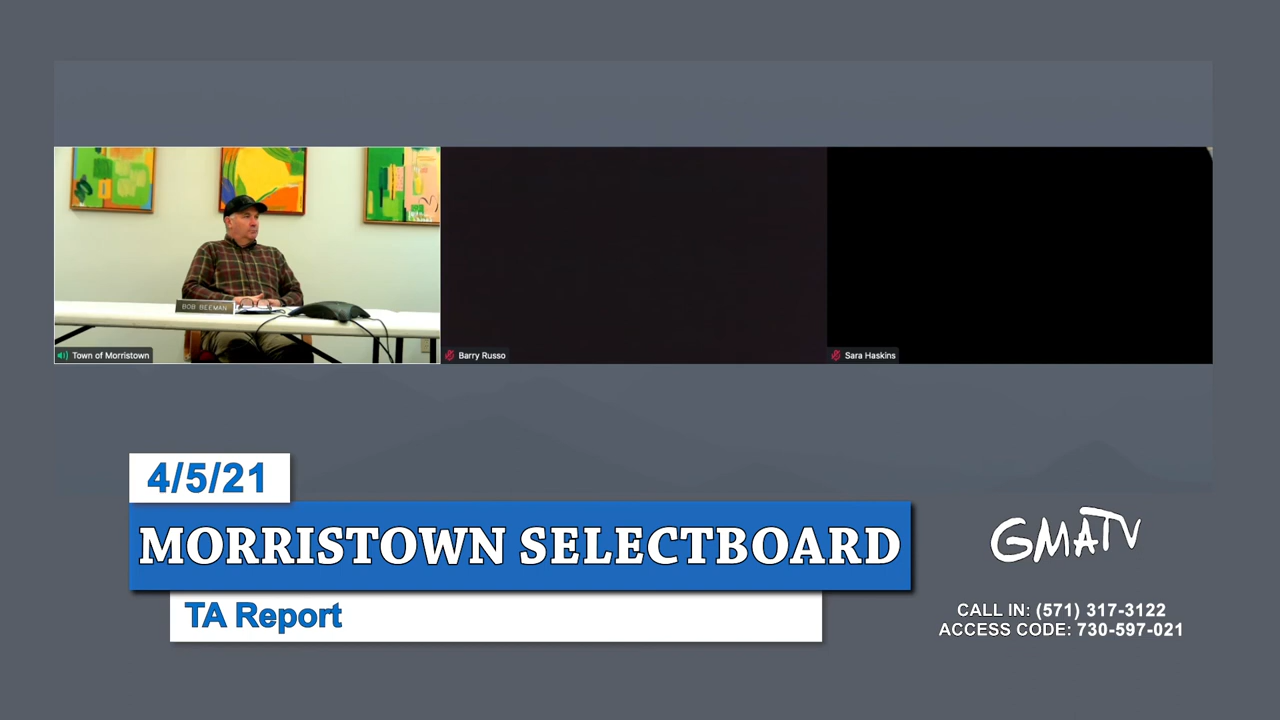 BOB BEEMAN
Town of Morristown
Barry Russo
Sara Haskins
4/5/21
MORRISTOWN SELECTBOARD
TA Report
GMATV
CALL IN: (571) 317-3122
ACCESS CODE: 730-597-021